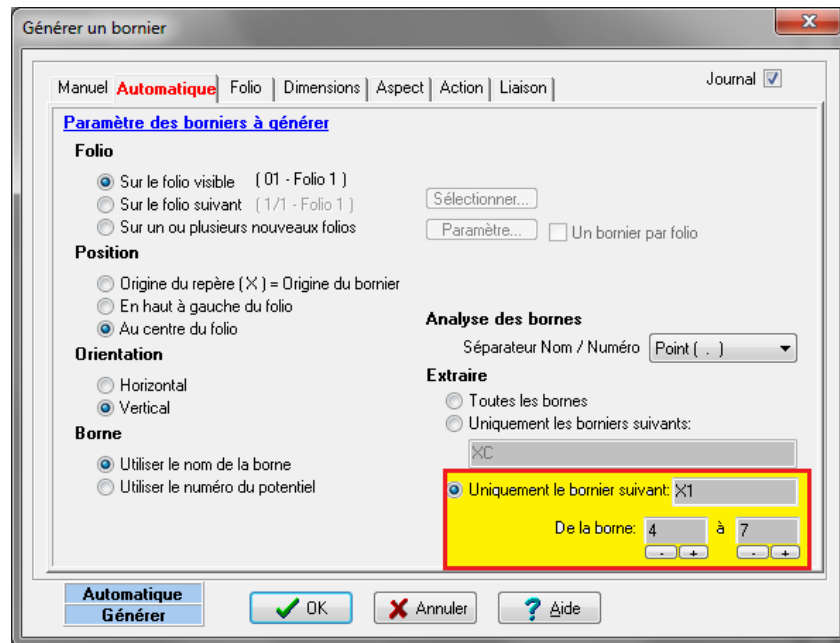 Générer un bornier
Manuel Automatique Folio Dimensions Aspect Action Liaison
Journal
Paramètre des borniers à générer
Folio
Sur le folio visible ( 01 - Folio 1 )
Sur le folio suivant ( 1/1 - Folio 1 )
Sur un ou plusieurs nouveaux folios
Sélectionner...
Paramètre... Un bornier par folio
Position
Origine du repère ( X ) = Origine du bornier
En haut à gauche du folio
Au centre du folio
Orientation
Horizontal
Vertical
Borne
Utiliser le nom de la borne
Utiliser le numéro du potentiel
Analyse des bornes
Séparateur Nom / Numéro Point ( . )
Extraire
Toutes les bornes
Uniquement les borniers suivants:
XC
Uniquement le bornier suivant: X1
De la borne: 4 à 7
- + - +
Automatique
Générer
OK Annuler ? Aide